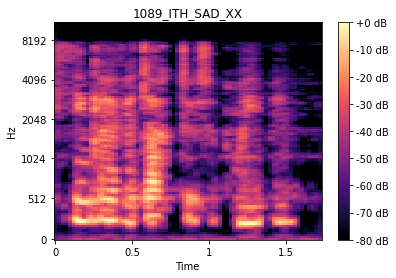 1089_ITH_SAD_XX
+0 dB
8192
-10 dB
4096
-20 dB
-30 dB
2048
Hz
-40 dB
1024
-50 dB
512
-60 dB
-70 dB
0
-80 dB
0 0.5 1 1.5
Time